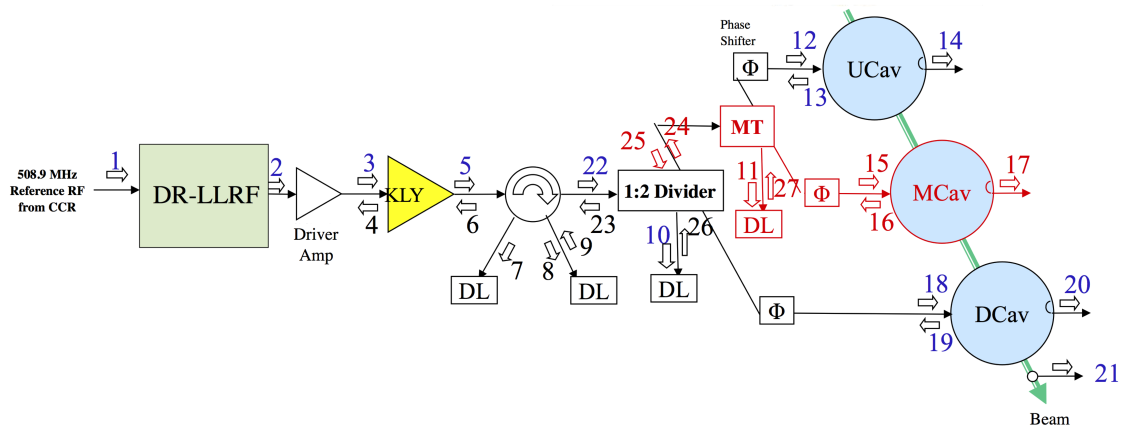 Phase
Shifter
12
14
Φ
UCav
13
25
24
MT
1
508.9 MHz
Reference RF
from CCR
DR-LLRF
2
Driver
Amp
3
KLY
4
5
6
7
DL
8
9
DL
22
23
1:2 Divider
10
26
DL
11
27
DL
15
17
Φ
MCav
16
18
20
Φ
DCav
19
21
Beam